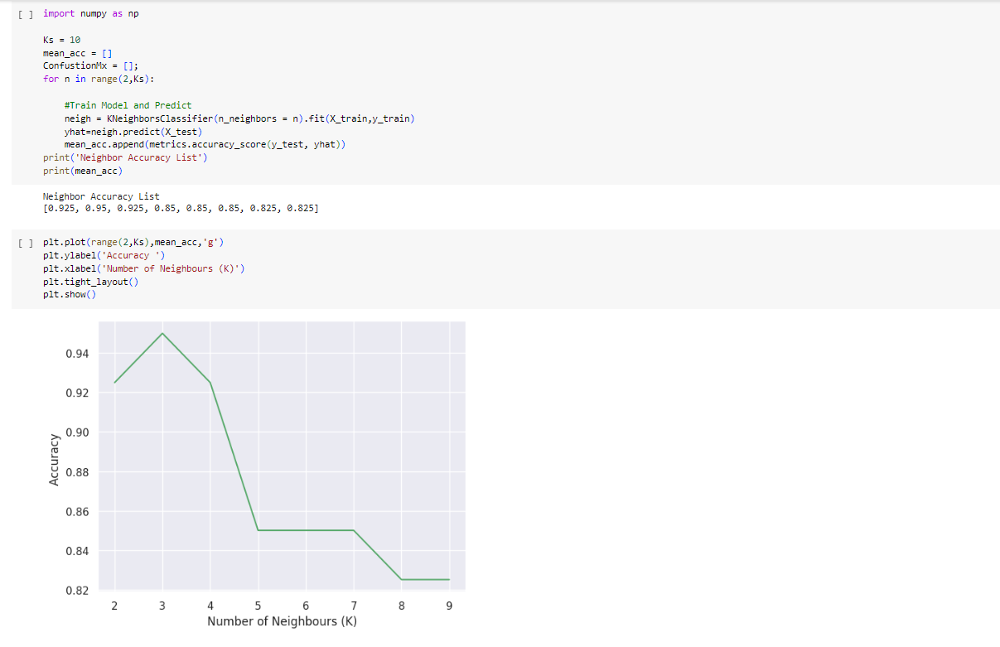 [ ] import numpy as np
Ks = 10
mean_acc = []
ConfustionMx = [];
for n in range(2,Ks):
#Train Model and Predict
neigh = KNeighborsClassifier(n_neighbors = n).fit(X_train,y_train)
yhat=neigh.predict(X_test)
mean_acc.append(metrics.accuracy_score(y_test, yhat))
print('Neighbor Accuracy List')
print(mean_acc)
Neighbor Accuracy List
[0.925, 0.95, 0.925, 0.85, 0.85, 0.85, 0.825, 0.825]
[ ] plt.plot(range(2,Ks),mean_acc,'g')
plt.ylabel('Accuracy ')
plt.xlabel('Number of Neighbours (K)')
plt.tight_layout()
plt.show()
Accuracy
0.94
0.92
0.90
0.88
0.86
0.84
0.82
2 3 4 5 6 7 8 9
Number of Neighbours (K)